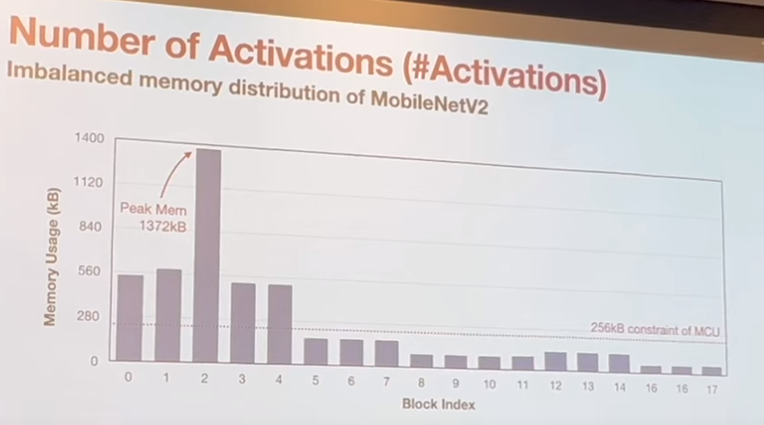 Number of Activations (#Activations)
Imbalanced memory distribution of MobileNetV2
1400
1120
840
560
280
0
Memory Usage (kB)
Peak Mem
1372kB
256kB constraint of MCU
0 1 2 3 4 5 6 7 8 9 10 11 12 13 14 16 16 17
Block Index